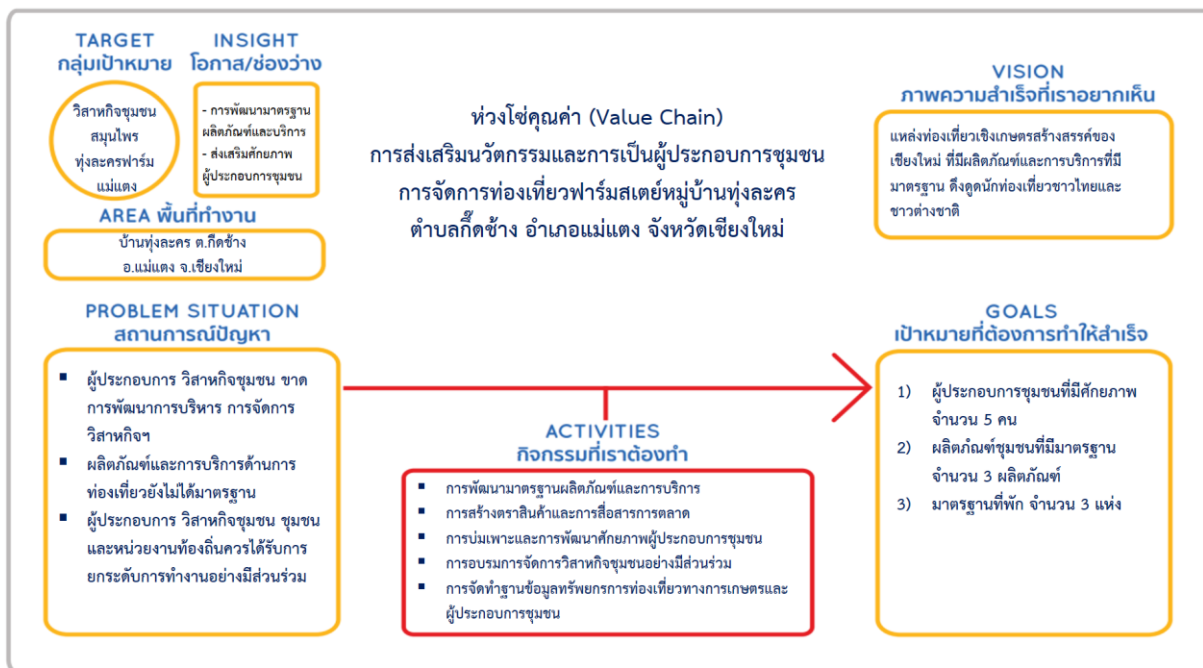 TARGET
กลุ่มเป้าหมาย
วิสาหกิจชุมชน
สมุนไพร
ทุ่งละครฟาร์ม
แม่แตง
INSIGHT
โอกาส/ช่องว่าง
- การพัฒนามาตรฐาน
ผลิตภัณฑ์และบริการ
- ส่งเสริมศักยภาพ
ผู้ประกอบการชุมชน
AREA พื้นที่ทำงาน
บ้านทุ่งละคร ต.กืดช้าง
อ.แม่แตง จ.เชียงใหม่
ห่วงโซ่คุณค่า (Value Chain)
การส่งเสริมนวัตกรรมและการเป็นผู้ประกอบการชุมชน
การจัดการท่องเที่ยวฟาร์มสเตย์หมู่บ้านทุ่งละคร
ตำบลกื๊ดช้าง อำเภอแม่แตง จังหวัดเชียงใหม่
VISION
ภาพความสำเร็จที่เราอยากเห็น
แหล่งท่องเที่ยวเชิงเกษตรสร้างสรรค์ของ
เชียงใหม่ ที่มีผลิตภัณฑ์และการบริการที่มี
มาตรฐาน ดึงดูดนักท่องเที่ยวชาวไทยและ
ชาวต่างชาติ
PROBLEM SITUATION
สถานการณ์ปัญหา
▪ ผู้ประกอบการ วิสาหกิจชุมชน ขาด
การพัฒนาการบริหาร การจัดการ
วิสาหกิจฯ
▪ ผลิตภัณฑ์และการบริการด้านการ
ท่องเที่ยวยังไม่ได้มาตรฐาน
▪ ผู้ประกอบการ วิสาหกิจชุมชน ชุมชน
และหน่วยงานท้องถิ่นควรได้รับการ
ยกระดับการทำงานอย่างมีส่วนร่วม
ACTIVITIES
กิจกรรมที่เราต้องทำ
▪ การพัฒนามาตรฐานผลิตภัณฑ์และการบริการ
▪ การสร้างตราสินค้าและการสื่อสารการตลาด
▪ การบ่มเพาะและการพัฒนาศักยภาพผู้ประกอบการชุมชน
▪ การอบรมการจัดการวิสาหกิจชุมชนอย่างมีส่วนร่วม
▪ การจัดทำฐานข้อมูลทรัพยกรการท่องเที่ยวทางการเกษตรและ
ผู้ประกอบการชุมชน
GOALS
เป้าหมายที่ต้องการทำให้สำเร็จ
1) ผู้ประกอบการชุมชนที่มีศักยภาพ
จำนวน 5 คน
2) ผลิตภัณฑ์ชุมชนที่มีมาตรฐาน
จำนวน 3 ผลิตภัณฑ์
3) มาตรฐานที่พัก จำนวน 3 แห่ง